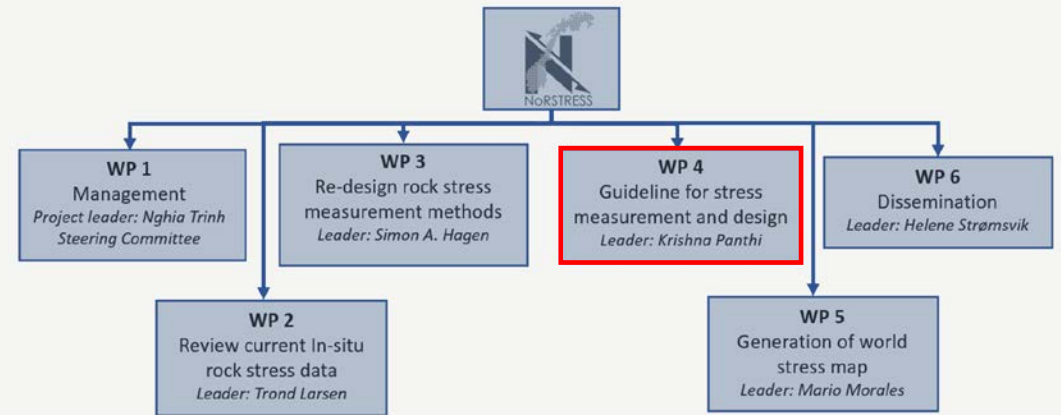 NoRSTRESS
WP 1
Management
Project leader: Nghia Trinh
Steering Committee
WP 3
Re-design rock stress
measurement methods
Leader: Simon A. Hagen
WP 4
Guideline for stress
measurement and design
Leader: Krishna Panthi
WP 6
Dissemination
Leader: Helene Strømsvik
WP 2
Review current In-situ
rock stress data
Leader: Trond Larsen
WP 5
Generation of world
stress map
Leader: Mario Morales